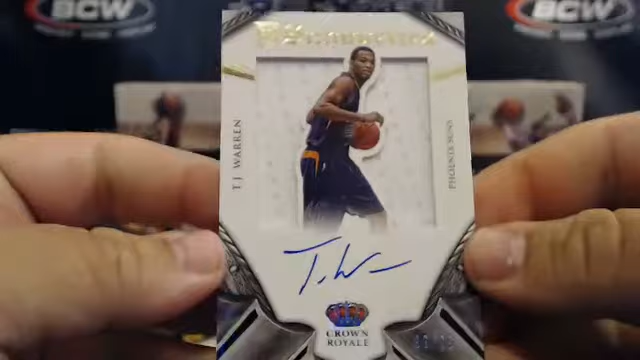 BCW
BCW
T.J. WARREN
PHOENIX SUNS
T. W
CROWN
ROYALE